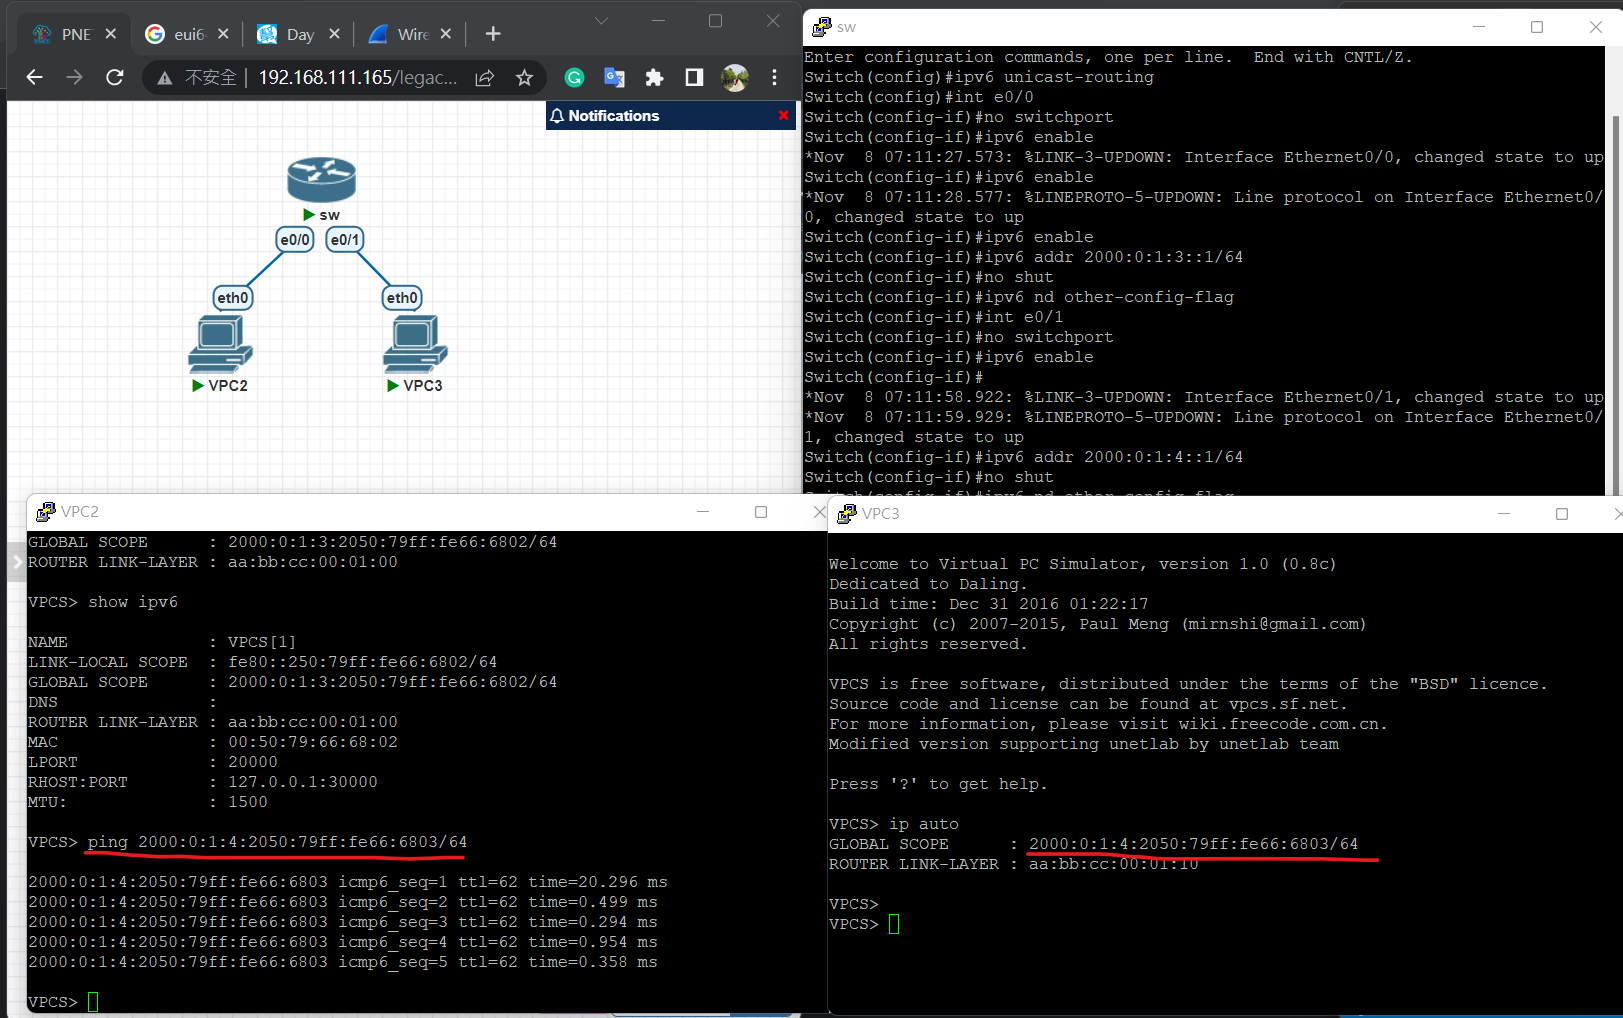 PNE
eui6
Day
Wire
不安全
192.168.111.165/legac...
Notifications
sw
e0/0
e0/1
eth0
eth0
VPC2
VPC3
sw
Enter configuration commands, one per line.  End with CNTL/Z.
Switch(config)#ipv6 unicast-routing
Switch(config)#int e0/0
Switch(config-if)#no switchport
Switch(config-if)#ipv6 enable
*Nov  8 07:11:27.573: %LINK-3-UPDOWN: Interface Ethernet0/0, changed state to up
Switch(config-if)#ipv6 enable
*Nov  8 07:11:28.577: %LINEPROTO-5-UPDOWN: Line protocol on Interface Ethernet0/
0, changed state to up
Switch(config-if)#ipv6 enable
Switch(config-if)#ipv6 addr 2000:0:1:3::1/64
Switch(config-if)#no shut
Switch(config-if)#ipv6 nd other-config-flag
Switch(config-if)#int e0/1
Switch(config-if)#no switchport
Switch(config-if)#ipv6 enable
Switch(config-if)#
*Nov  8 07:11:58.922: %LINK-3-UPDOWN: Interface Ethernet0/1, changed state to up
*Nov  8 07:11:59.929: %LINEPROTO-5-UPDOWN: Line protocol on Interface Ethernet0/
1, changed state to up
Switch(config-if)#ipv6 addr 2000:0:1:4::1/64
Switch(config-if)#no shut
Switch(config-if)#ipv6 nd other-config-flag
VPC2
GLOBAL SCOPE      : 2000:0:1:3:2050:79ff:fe66:6802/64
ROUTER LINK-LAYER : aa:bb:cc:00:01:00
VPCS> show ipv6
NAME              : VPCS[1]
LINK-LOCAL SCOPE  : fe80::250:79ff:fe66:6802/64
GLOBAL SCOPE      : 2000:0:1:3:2050:79ff:fe66:6802/64
DNS               :
ROUTER LINK-LAYER : aa:bb:cc:00:01:00
MAC               : 00:50:79:66:68:02
LPORT             : 20000
RHOST:PORT        : 127.0.0.1:30000
MTU:              : 1500
VPCS> ping 2000:0:1:4:2050:79ff:fe66:6803/64
2000:0:1:4:2050:79ff:fe66:6803 icmp6_seq=1 ttl=62 time=20.296 ms
2000:0:1:4:2050:79ff:fe66:6803 icmp6_seq=2 ttl=62 time=0.499 ms
2000:0:1:4:2050:79ff:fe66:6803 icmp6_seq=3 ttl=62 time=0.294 ms
2000:0:1:4:2050:79ff:fe66:6803 icmp6_seq=4 ttl=62 time=0.954 ms
2000:0:1:4:2050:79ff:fe66:6803 icmp6_seq=5 ttl=62 time=0.358 ms
VPCS>
VPC3
Welcome to Virtual PC Simulator, version 1.0 (0.8c)
Dedicated to Daling.
Build time: Dec 31 2016 01:22:17
Copyright (c) 2007-2015, Paul Meng (mirnshi@gmail.com)
All rights reserved.
VPCS is free software, distributed under the terms of the "BSD" licence.
Source code and license can be found at vpcs.sf.net.
For more information, please visit wiki.freecode.com.cn.
Modified version supporting unetlab by unetlab team
Press '?' to get help.
VPCS> ip auto
GLOBAL SCOPE      : 2000:0:1:4:2050:79ff:fe66:6803/64
ROUTER LINK-LAYER : aa:bb:cc:00:01:10
VPCS>
VPCS>